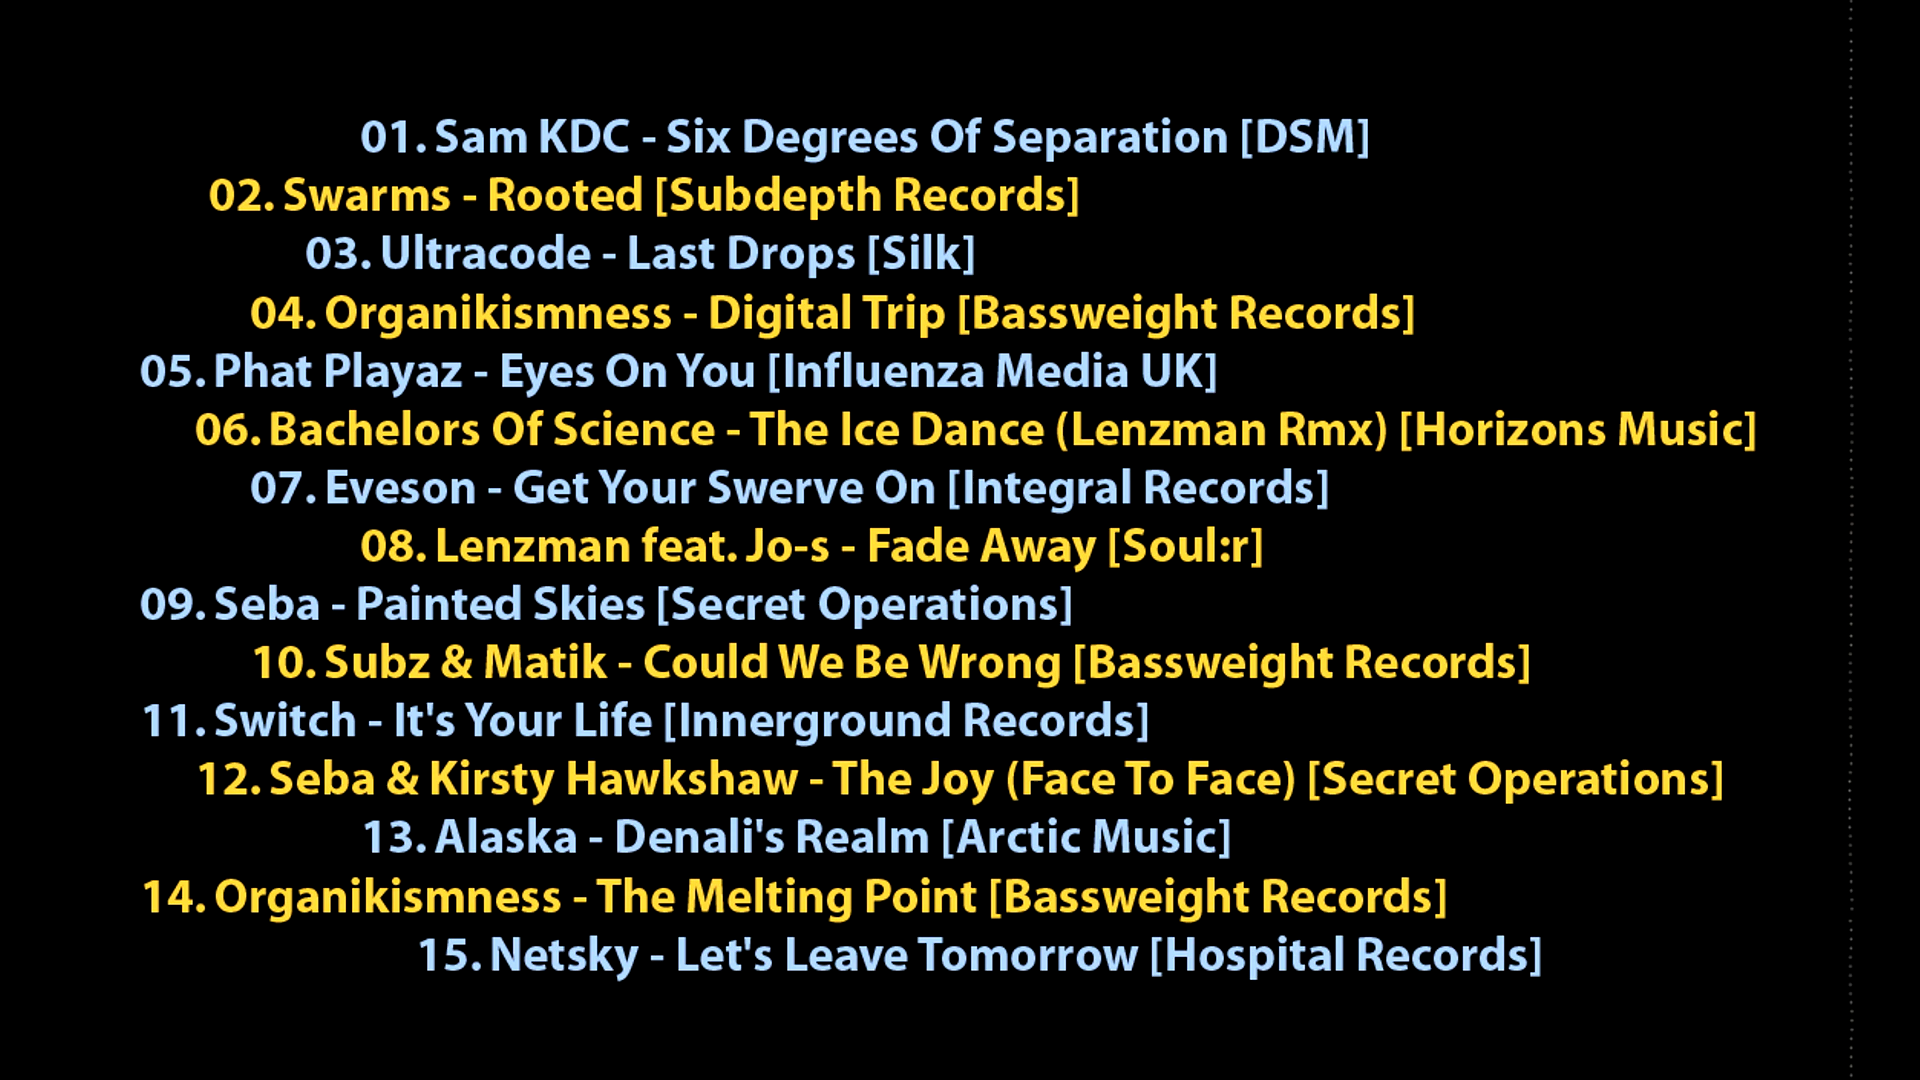 01. Sam KDC - Six Degrees Of Separation [DSM]
02. Swarms - Rooted [Subdepth Records]
03. Ultracode - Last Drops [Silk]
04. Organikismness - Digital Trip [Bassweight Records]
05. Phat Playaz - Eyes On You [Influenza Media UK]
06. Bachelors Of Science - The Ice Dance (Lenzman Rmx) [Horizons Music]
07. Eveson - Get Your Swerve On [Integral Records]
08. Lenzman feat. Jo-s - Fade Away [Soul:r]
09. Seba - Painted Skies [Secret Operations]
10. Subz & Matik - Could We Be Wrong [Bassweight Records]
11. Switch - It's Your Life [Innerground Records]
12. Seba & Kirsty Hawkshaw - The Joy (Face To Face) [Secret Operations]
13. Alaska - Denali's Realm [Arctic Music]
14. Organikismness - The Melting Point [Bassweight Records]
15. Netsky - Let's Leave Tomorrow [Hospital Records]